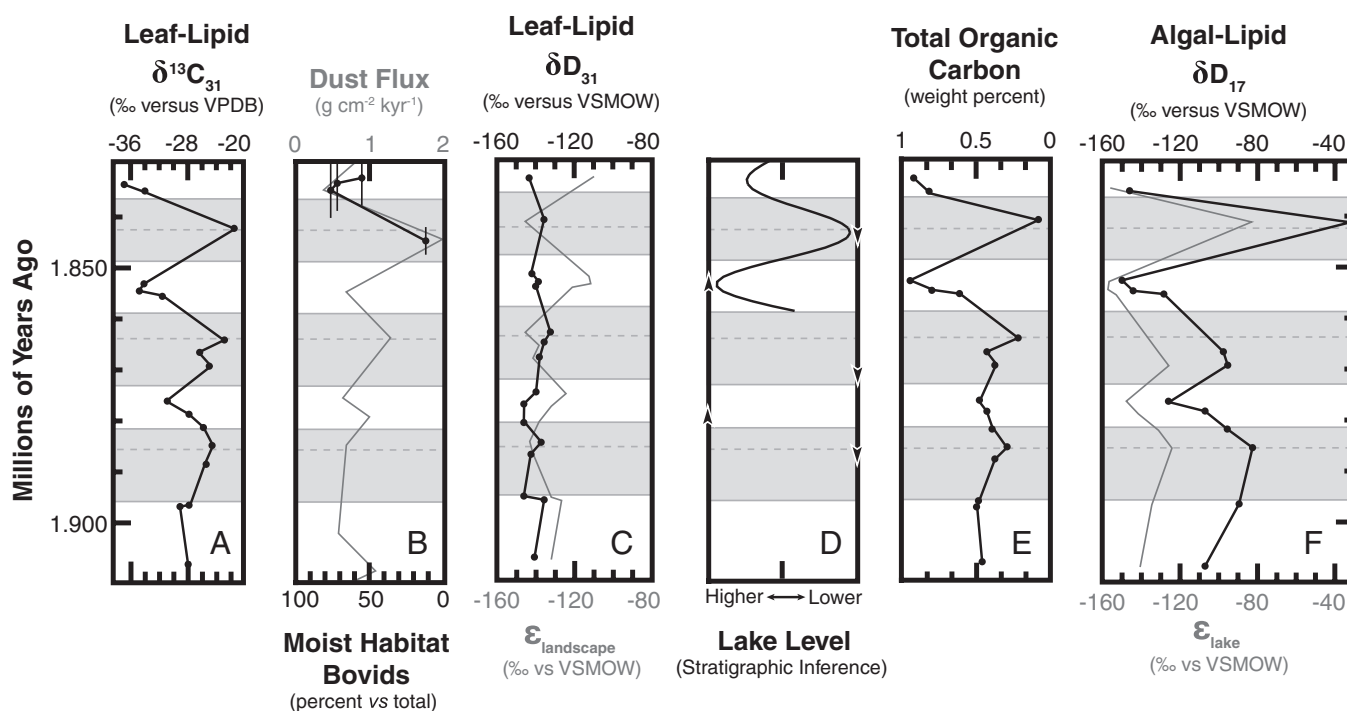 Leaf-Lipid
δ¹³C₃₁
(‰ versus VPDB)
-36 -28 -20
Dust Flux
(g cm⁻² kyr⁻¹)
0 1 2
Leaf-Lipid
δD₃₁
(‰ versus VSMOW)
-160 -120 -80
Total Organic
Carbon
(weight percent)
1 0.5 0
Algal-Lipid
δD₁₇
(‰ versus VSMOW)
-160 -120 -80 -40
Millions of Years Ago
1.850
1.900
A
B
C
D
E
F
100 50 0
Moist Habitat
Bovids
(percent vs total)
-160 -120 -80
εlandscape
(‰ vs VSMOW)
Higher ↔ Lower
Lake Level
(Stratigraphic Inference)
-160 -120 -80 -40
εlake
(‰ vs VSMOW)